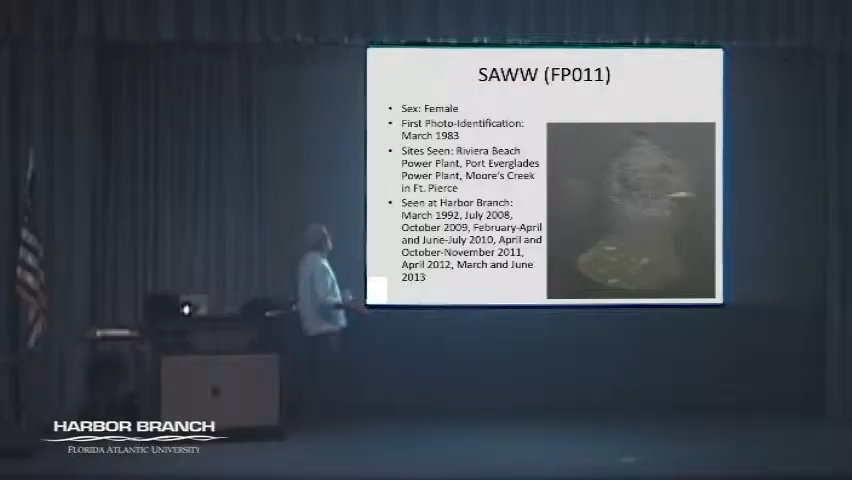 SAWW (FP011)
• Sex: Female
• First Photo-Identification:
March 1983
• Sites Seen: Riviera Beach
Power Plant, Port Everglades
Power Plant, Moore's Creek
in Ft. Pierce
• Seen at Harbor Branch:
March 1992, July 2008,
October 2009, February-April
and June-July 2010, April and
October-November 2011,
April 2012, March and June
2013
HARBOR BRANCH
FLORIDA ATLANTIC UNIVERSITY